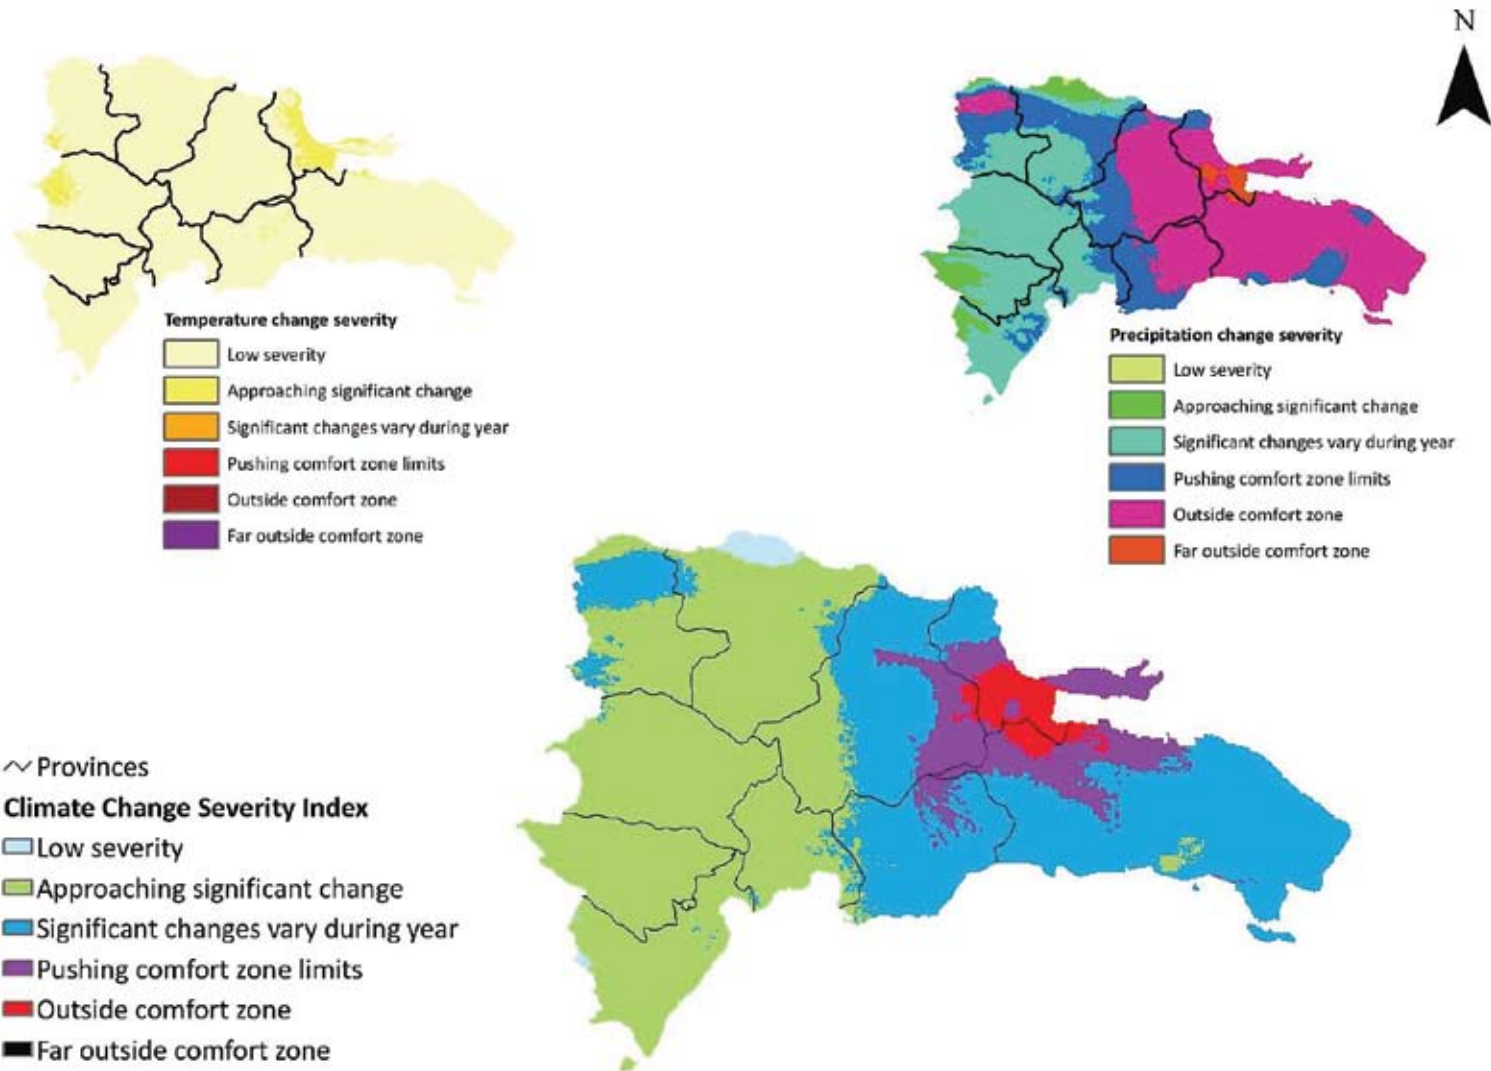 N
Temperature change severity
Low severity
Approaching significant change
Significant changes vary during year
Pushing comfort zone limits
Outside comfort zone
Far outside comfort zone
Precipitation change severity
Low severity
Approaching significant change
Significant changes vary during year
Pushing comfort zone limits
Outside comfort zone
Far outside comfort zone
Provinces
Climate Change Severity Index
Low severity
Approaching significant change
Significant changes vary during year
Pushing comfort zone limits
Outside comfort zone
Far outside comfort zone